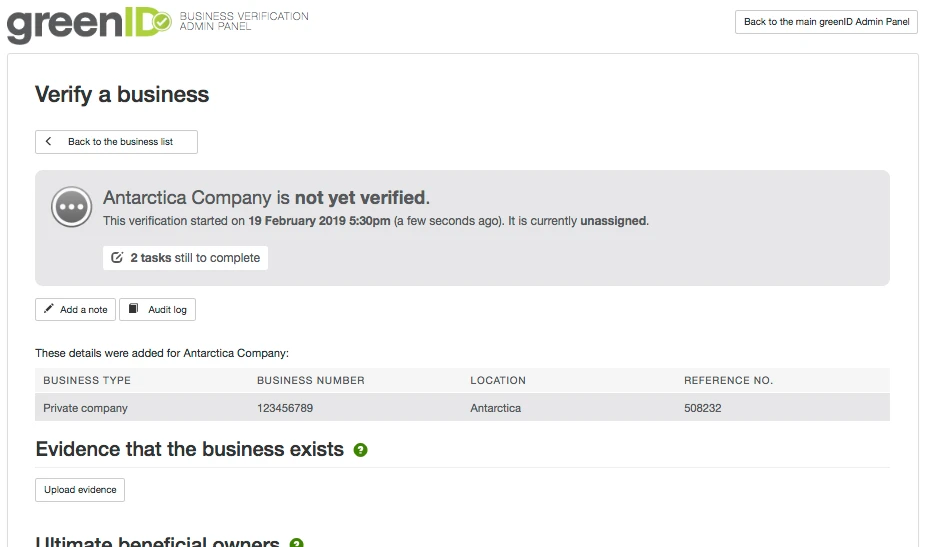 greenID BUSINESS VERIFICATION
ADMIN PANEL
Back to the main greenID Admin Panel
Verify a business
Back to the business list
Antarctica Company is not yet verified.
This verification started on 19 February 2019 5:30pm (a few seconds ago). It is currently unassigned.
2 tasks still to complete
Add a note Audit log
These details were added for Antarctica Company:
BUSINESS TYPE BUSINESS NUMBER LOCATION REFERENCE NO.
Private company 123456789 Antarctica 508232
Evidence that the business exists ?
Upload evidence
Ultimate beneficial owners ?